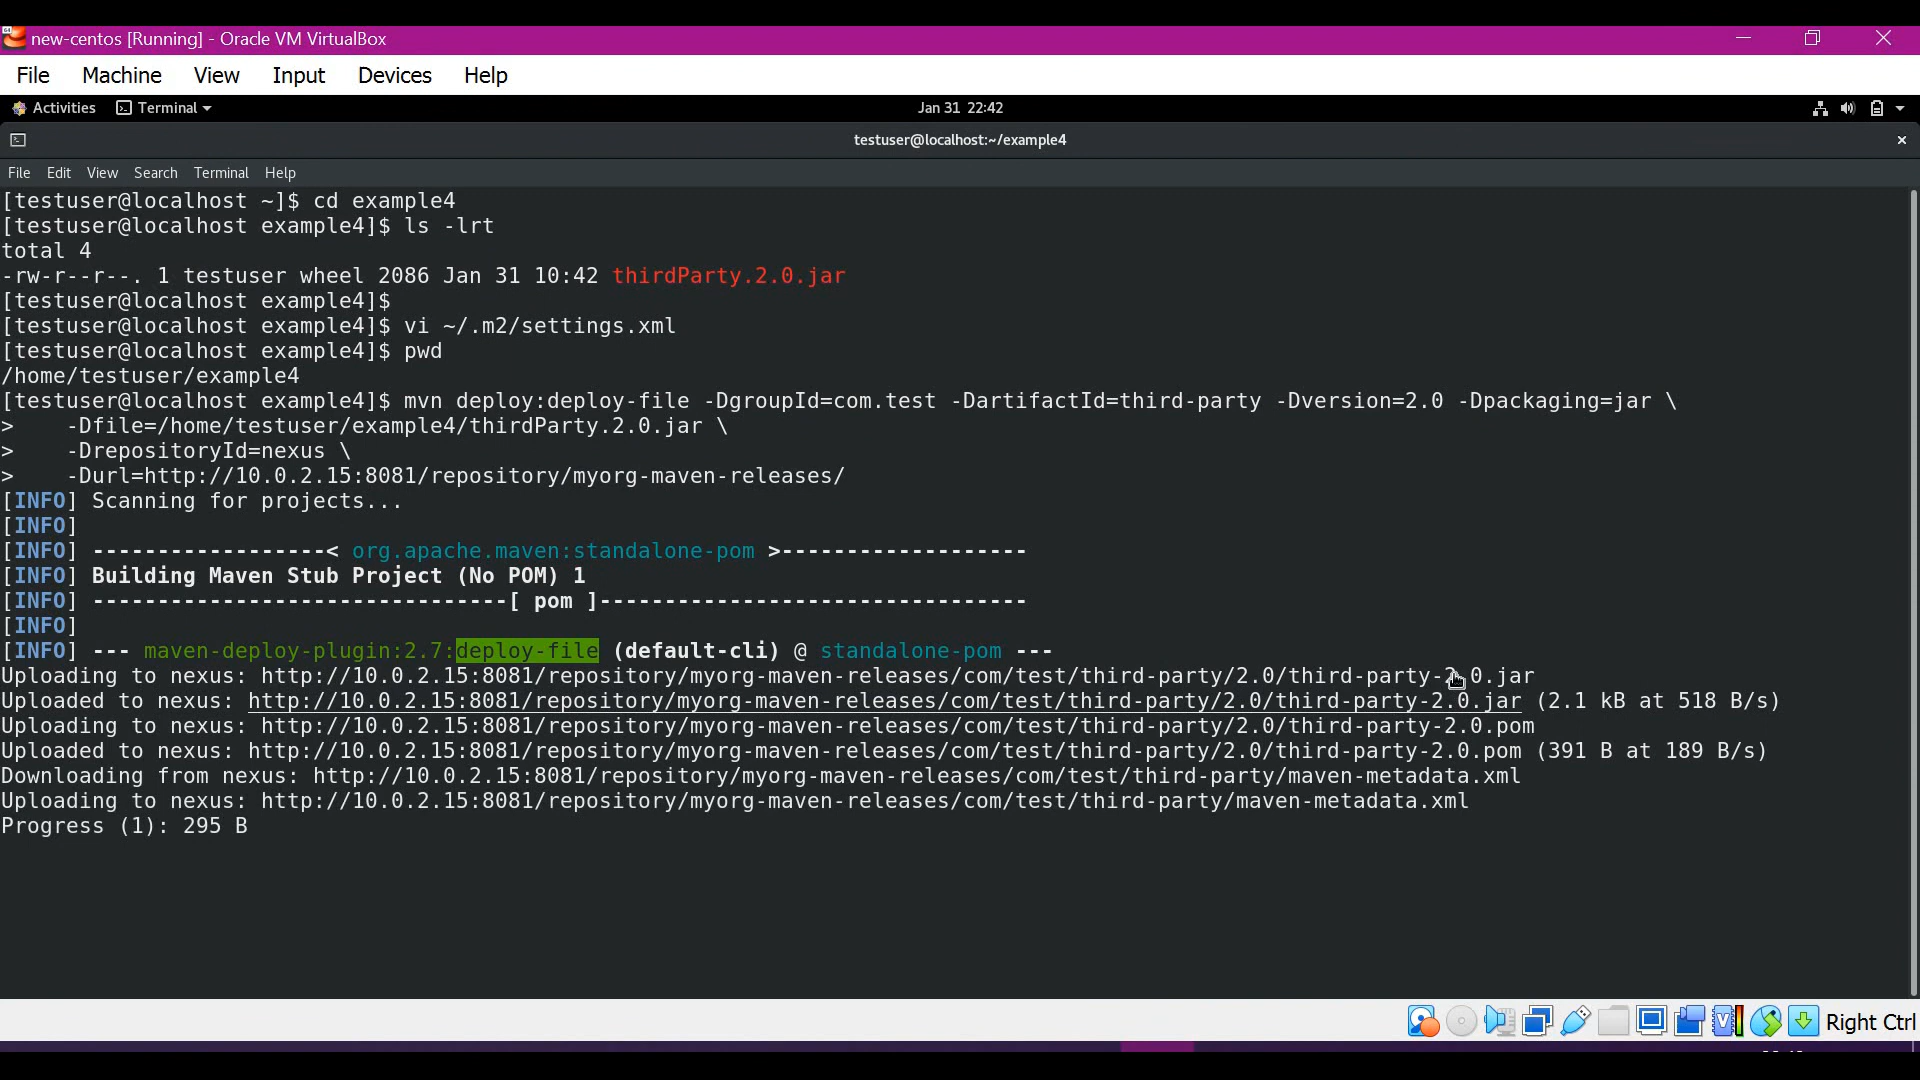 new-centos [Running] - Oracle VM VirtualBox
File Machine View Input Devices Help
Activities Terminal Jan 31 22:42
testuser@localhost:~/example4
File Edit View Search Terminal Help
[testuser@localhost ~]$ cd example4
[testuser@localhost example4]$ ls -lrt
total 4
-rw-r--r--. 1 testuser wheel 2086 Jan 31 10:42 thirdParty.2.0.jar
[testuser@localhost example4]$
[testuser@localhost example4]$ vi ~/.m2/settings.xml
[testuser@localhost example4]$ pwd
/home/testuser/example4
[testuser@localhost example4]$ mvn deploy:deploy-file -DgroupId=com.test -DartifactId=third-party -Dversion=2.0 -Dpackaging=jar \
>    -Dfile=/home/testuser/example4/thirdParty.2.0.jar \
>    -DrepositoryId=nexus \
>    -Durl=http://10.0.2.15:8081/repository/myorg-maven-releases/
[INFO] Scanning for projects...
[INFO]
[INFO] ------------------< org.apache.maven:standalone-pom >-------------------
[INFO] Building Maven Stub Project (No POM) 1
[INFO] --------------------------------[ pom ]---------------------------------
[INFO]
[INFO] --- maven-deploy-plugin:2.7:deploy-file (default-cli) @ standalone-pom ---
Uploading to nexus: http://10.0.2.15:8081/repository/myorg-maven-releases/com/test/third-party/2.0/third-party-2.0.jar
Uploaded to nexus: http://10.0.2.15:8081/repository/myorg-maven-releases/com/test/third-party/2.0/third-party-2.0.jar (2.1 kB at 518 B/s)
Uploading to nexus: http://10.0.2.15:8081/repository/myorg-maven-releases/com/test/third-party/2.0/third-party-2.0.pom
Uploaded to nexus: http://10.0.2.15:8081/repository/myorg-maven-releases/com/test/third-party/2.0/third-party-2.0.pom (391 B at 189 B/s)
Downloading from nexus: http://10.0.2.15:8081/repository/myorg-maven-releases/com/test/third-party/maven-metadata.xml
Uploading to nexus: http://10.0.2.15:8081/repository/myorg-maven-releases/com/test/third-party/maven-metadata.xml
Progress (1): 295 B
Right Ctrl